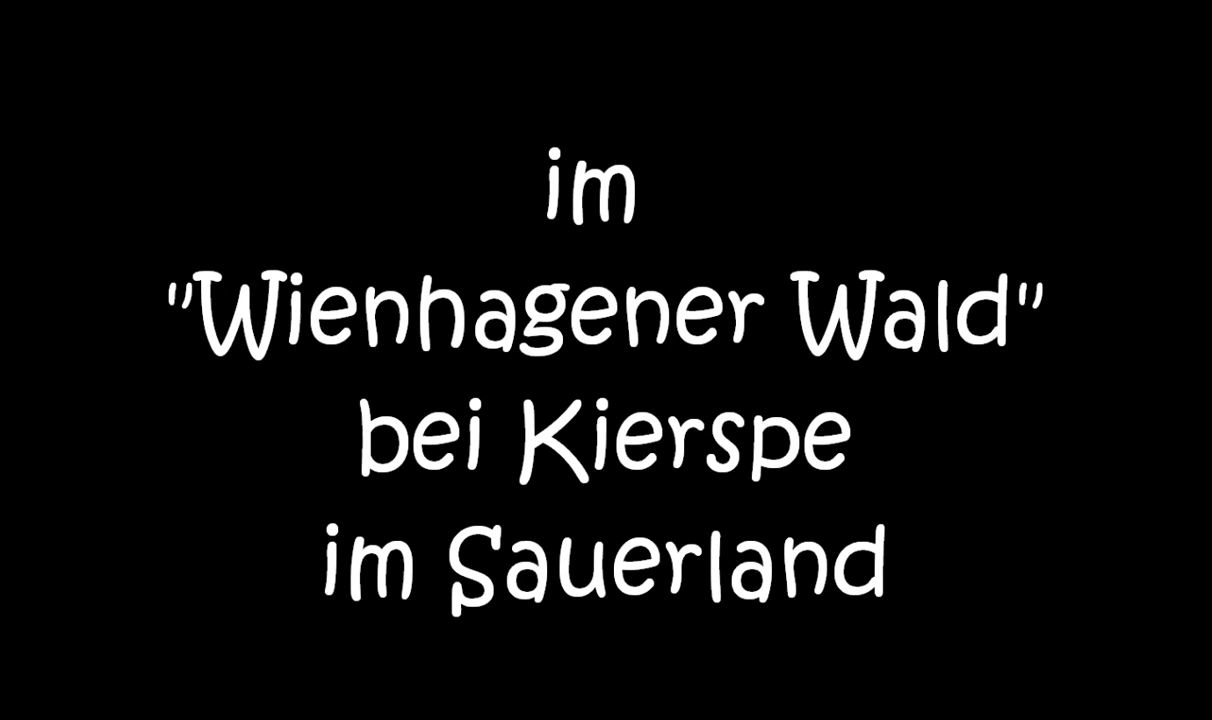 im
"Wienhagener Wald"
bei Kierspe
im Sauerland